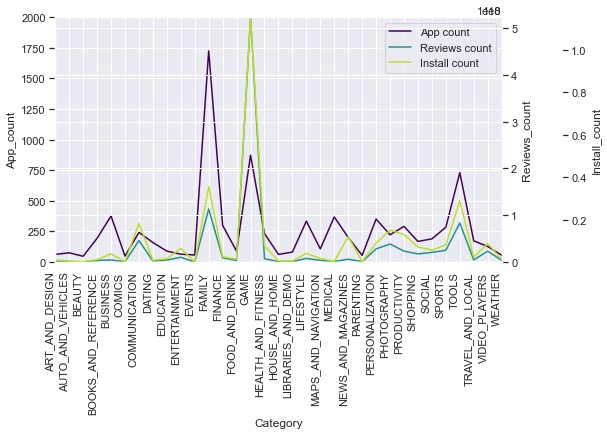 2000
1750
1500
1250
1000
750
500
250
0
App_count
App count
Reviews count
Install count
5
4
3
2
1
0
Reviews_count
1.0
0.8
0.6
0.4
0.2
Install_count
ART_AND_DESIGN
AUTO_AND_VEHICLES
BEAUTY
BOOKS_AND_REFERENCE
BUSINESS
COMICS
COMMUNICATION
DATING
EDUCATION
ENTERTAINMENT
EVENTS
FAMILY
FINANCE
FOOD_AND_DRINK
GAME
HEALTH_AND_FITNESS
HOUSE_AND_HOME
LIBRARIES_AND_DEMO
LIFESTYLE
MAPS_AND_NAVIGATION
MEDICAL
NEWS_AND_MAGAZINES
PARENTING
PERSONALIZATION
PHOTOGRAPHY
PRODUCTIVITY
SHOPPING
SOCIAL
SPORTS
TOOLS
TRAVEL_AND_LOCAL
VIDEO_PLAYERS
WEATHER
Category